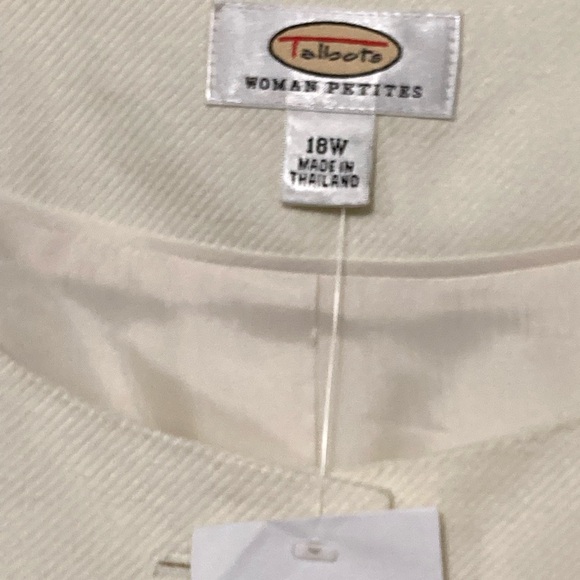 Talbots
WOMAN PETITES
18W
MADE IN
THAILAND